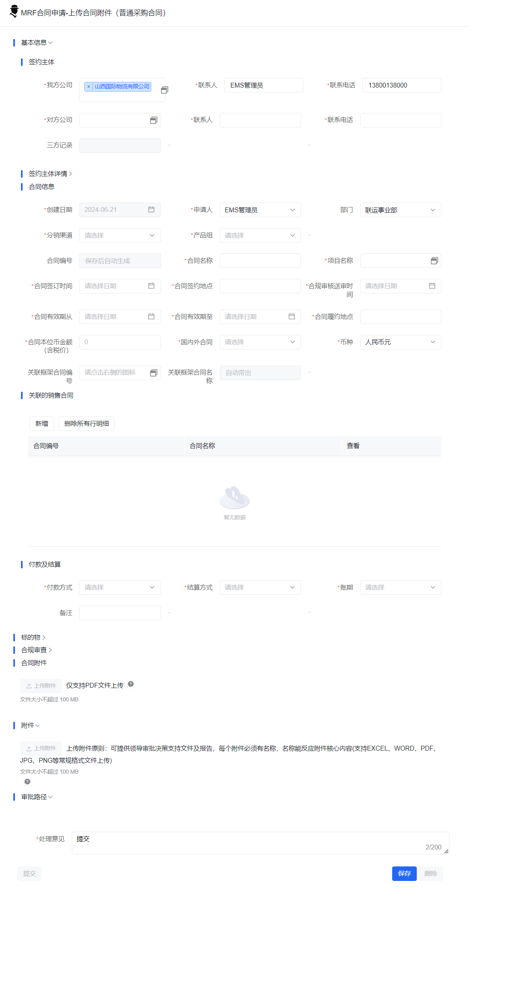 MRF合同申请-上传合同附件（普通采购合同）
基本信息
签约主体
*我方公司 × 山西国际物流有限公司 *联系人 EMS管理员 *联系电话 13800138000
*对方公司 *联系人 *联系电话
三方记录 - -
签约主体详情
合同信息
*创建日期 2024-06-21 *申请人 EMS管理员 部门 联运事业部
*分销渠道 请选择 *产品组 请选择 -
合同编号 保存后自动生成 *合同名称 *项目名称
*合同签订时间 请选择日期 *合同签约地点 *合规审核送审时间 请选择日期
*合同有效期从 请选择日期 *合同有效期至 请选择日期 *合同履约地点
*合同本位币金额（含税价） 0 *国内外合同 请选择 *币种 人民币元
关联框架合同编号 请点击右侧的图标 关联框架合同名称 自动带出 -
关联的销售合同
新增 删除所有行明细
合同编号 合同名称 查看
暂无数据
付款及结算
*付款方式 请选择 *结算方式 请选择 *账期 请选择
备注 - -
标的物
合规审查
合同附件
上传附件 仅支持PDF文件上传
文件大小不超过 100 MB
附件
上传附件 上传附件原则：可提供领导审批决策支持文件及报告，每个附件必须有名称，名称能反应附件核心内容(支持EXCEL、WORD、PDF、
JPG、PNG等常规格式文件上传)
文件大小不超过 100 MB
审批路径
*处理意见 提交
2/200
提交 保存 删除